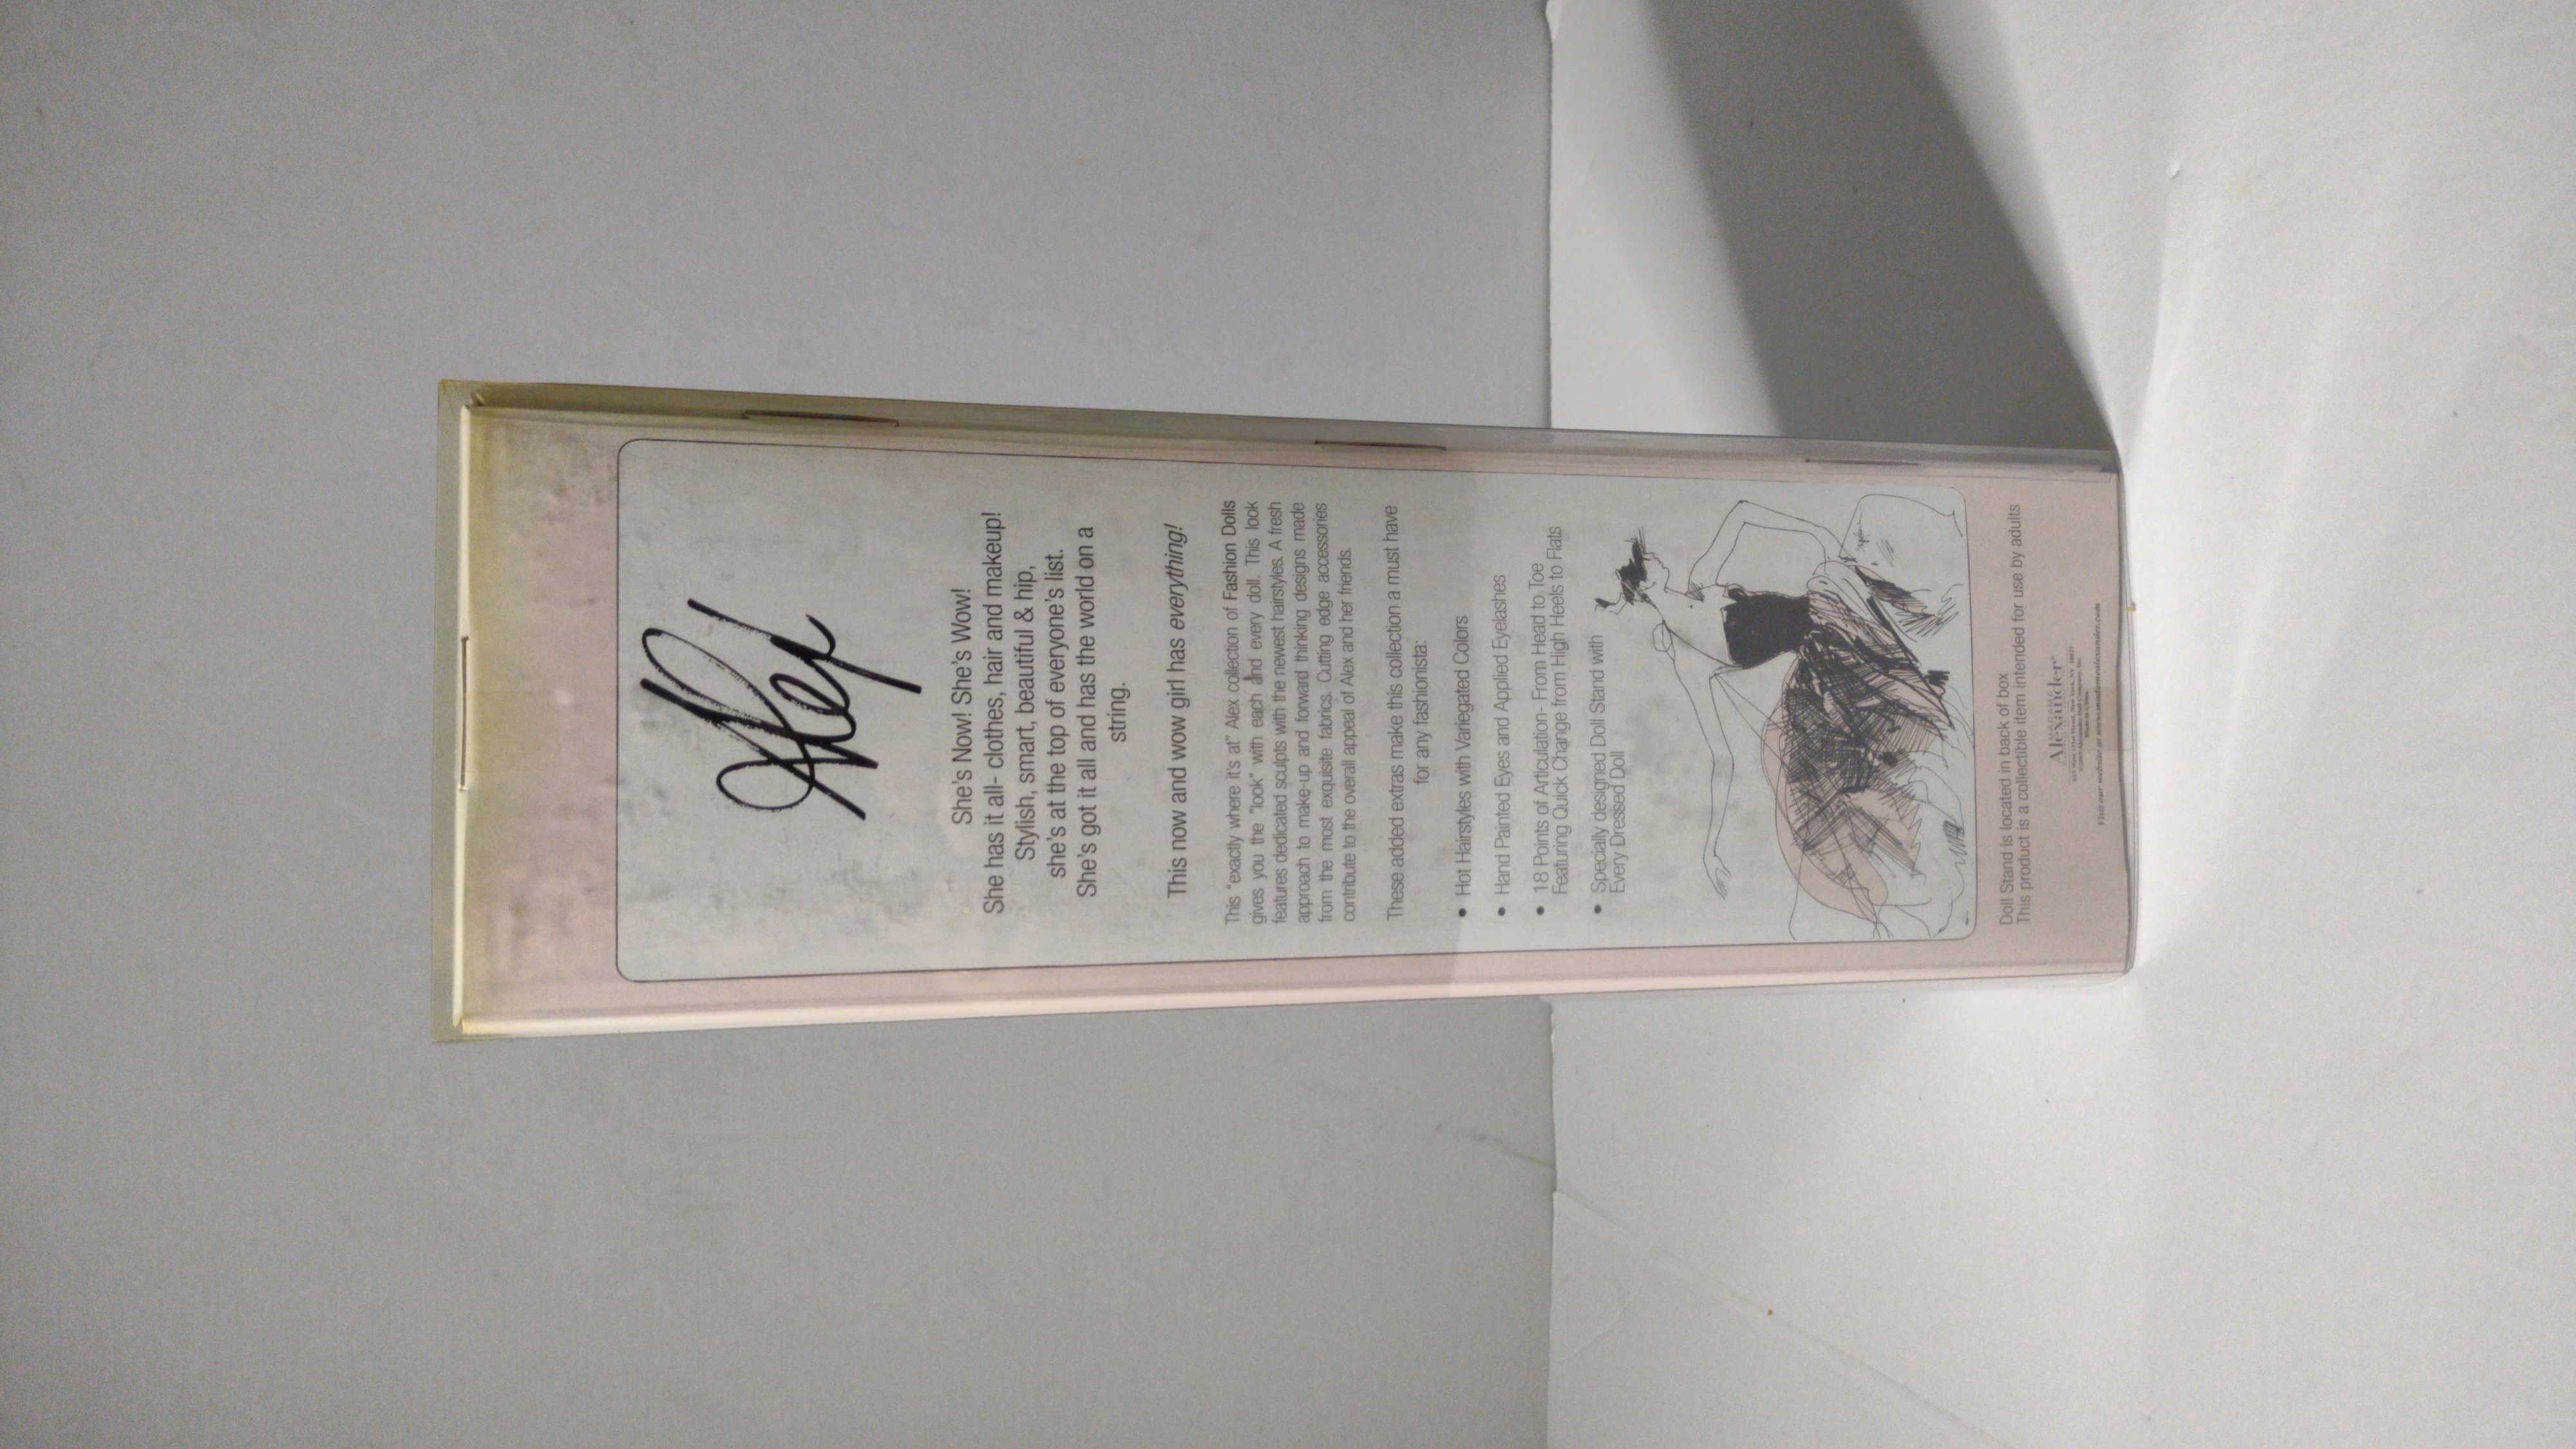 Alex
She's Now! She's Wow!
She has it all- clothes, hair and makeup!
Stylish, smart, beautiful & hip,
she's at the top of everyone's list.
She's got it all and has the world on a
string.
This now and wow girl has everything!
This "exactly where it's at" Alex collection of Fashion Dolls
gives you the "look" with each and every doll. This look
features dedicated sculpts with the newest hairstyles. A fresh
approach to make-up and forward thinking designs made
from the most exquisite fabrics. Cutting edge accessories
contribute to the overall appeal of Alex and her friends.
These added extras make this collection a must have
for any fashionista:
• Hot Hairstyles with Variegated Colors
• Hand Painted Eyes and Applied Eyelashes
• 18 Points of Articulation- From Head to Toe
Featuring Quick Change from High Heels to Flats
• Specially designed Doll Stand with
Every Dressed Doll
Doll Stand is located in back of box
This product is a collectible item intended for use by adults
MADAME
Alexander
Visit our website at www.madamealexander.com